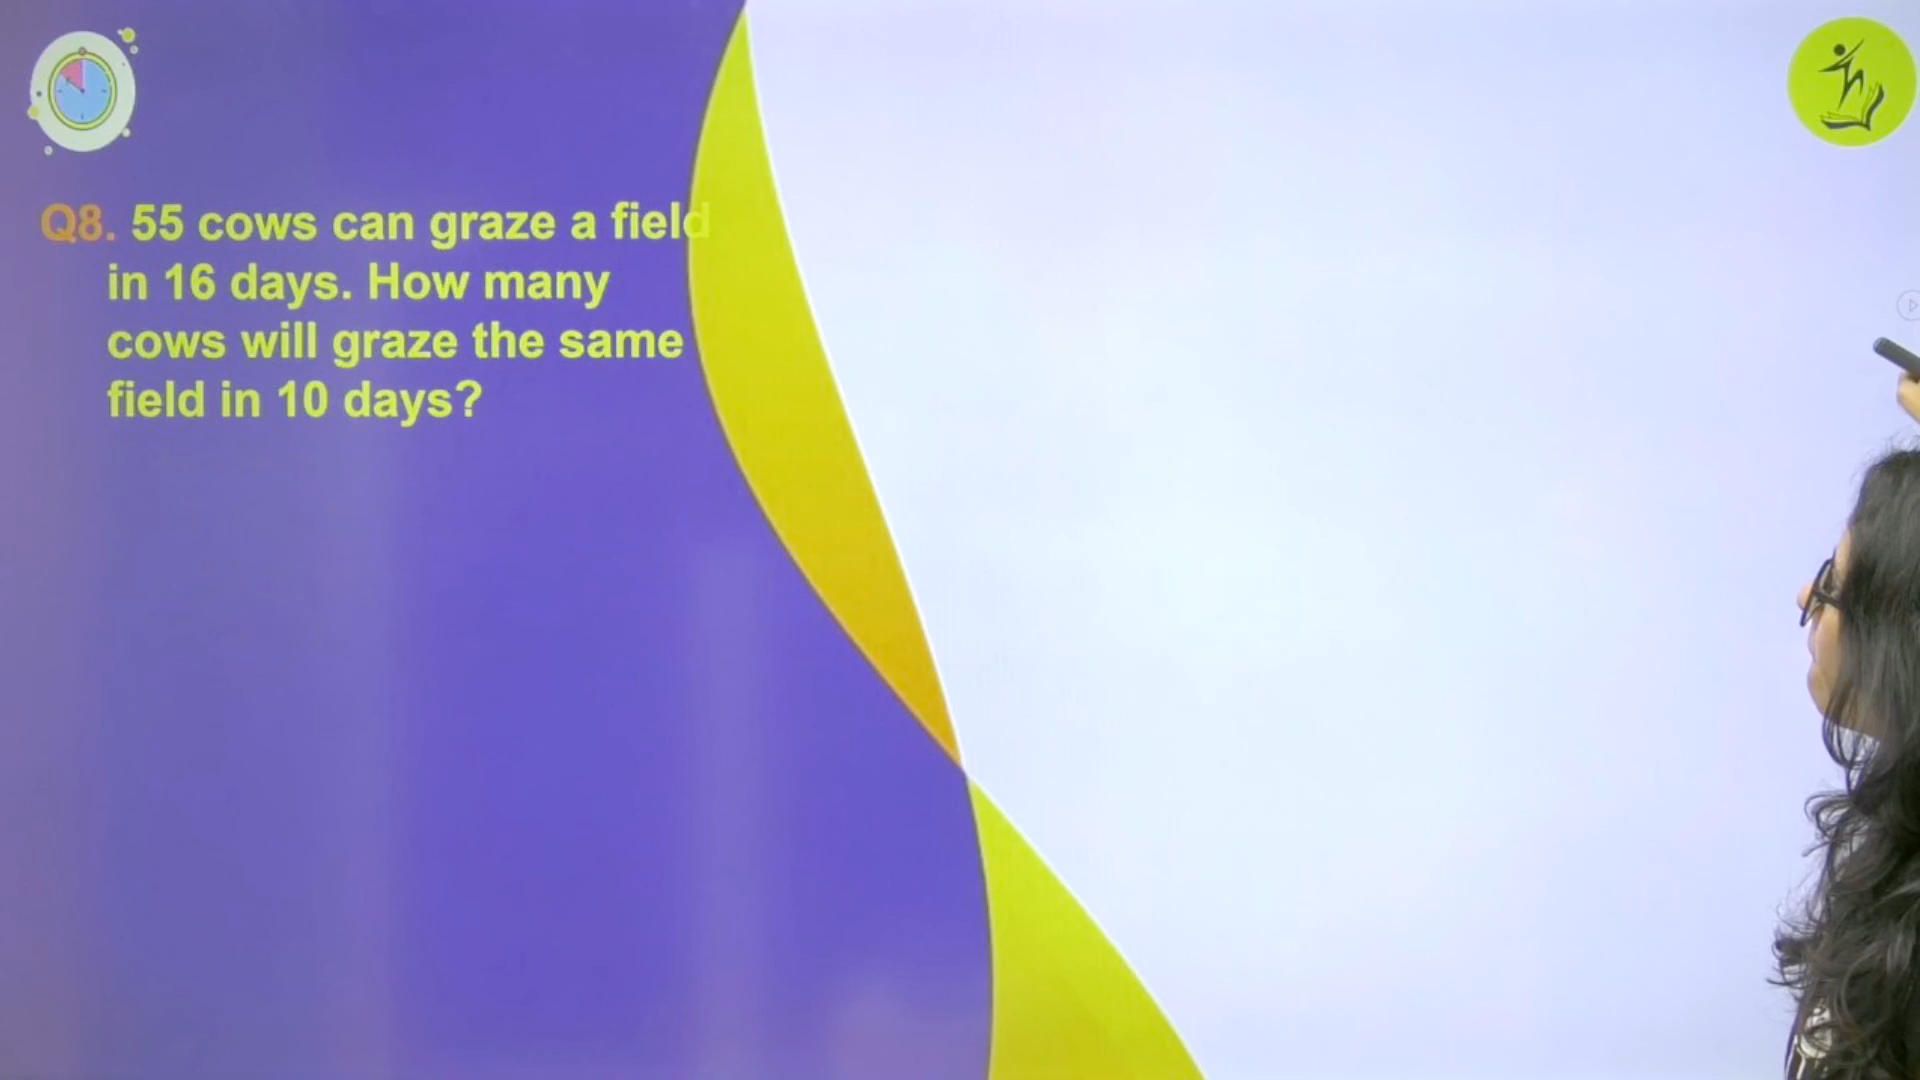 Q8. 55 cows can graze a field
in 16 days. How many
cows will graze the same
field in 10 days?